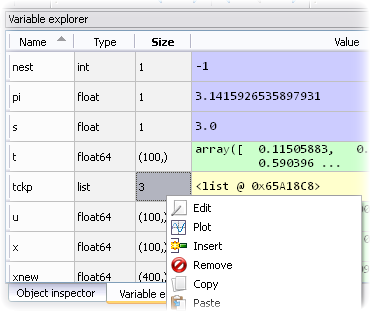 Variable explorer
Name Type Size Value
nest int 1 -1
pi float 1 3.1415926535897931
s float 1 3.0
t float64 (100,) array([ 0.11505883, 0.
0.590396 ...
tckp list 3 <list @ 0x65A18C8>
u float64 (100,)
x float64 (100,)
xnew float64 (400,)
Edit
Plot
Insert
Remove
Copy
Paste
Object inspector Variable e